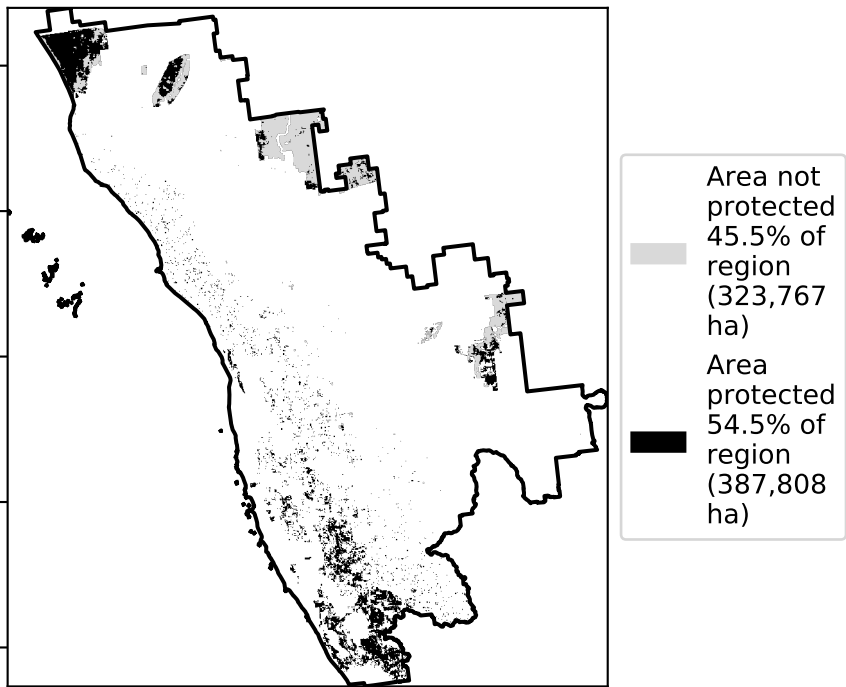 Area not
protected
45.5% of
region
(323,767
ha)
Area
protected
54.5% of
region
(387,808
ha)